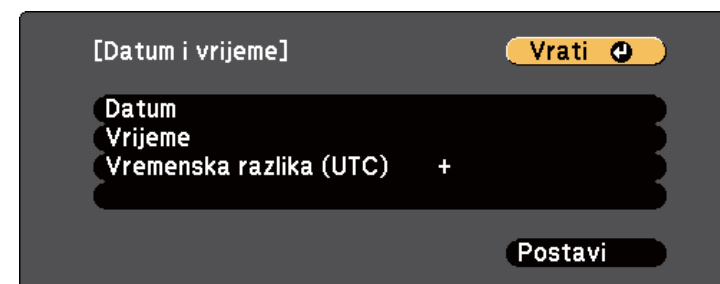 [Datum i vrijeme] Vrati
Datum
Vrijeme
Vremenska razlika (UTC) +
Postavi